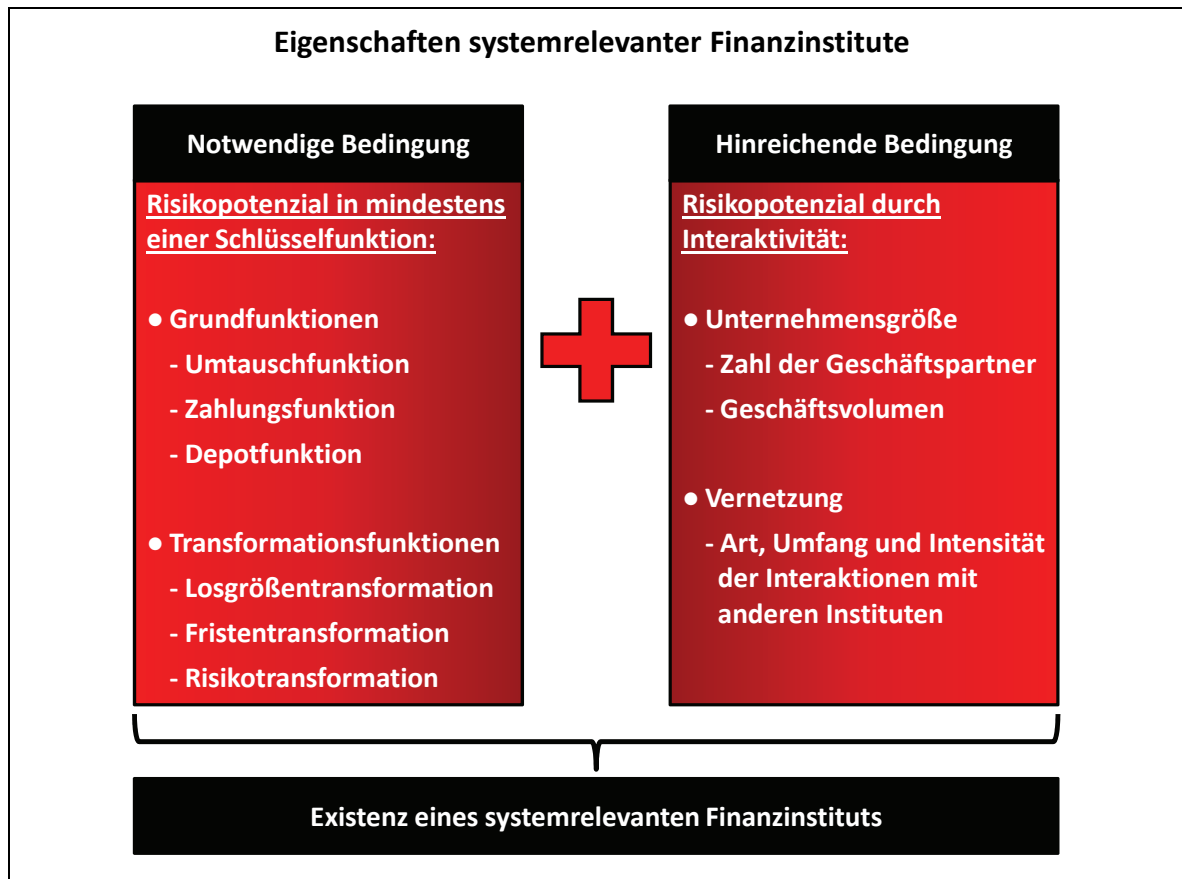 Eigenschaften systemrelevanter Finanzinstitute
Notwendige Bedingung
Risikopotenzial in mindestens
einer Schlüsselfunktion:
● Grundfunktionen
- Umtauschfunktion
- Zahlungsfunktion
- Depotfunktion
● Transformationsfunktionen
- Losgrößentransformation
- Fristentransformation
- Risikotransformation
Hinreichende Bedingung
Risikopotenzial durch
Interaktivität:
● Unternehmensgröße
- Zahl der Geschäftspartner
- Geschäftsvolumen
● Vernetzung
- Art, Umfang und Intensität
der Interaktionen mit
anderen Instituten
Existenz eines systemrelevanten Finanzinstituts